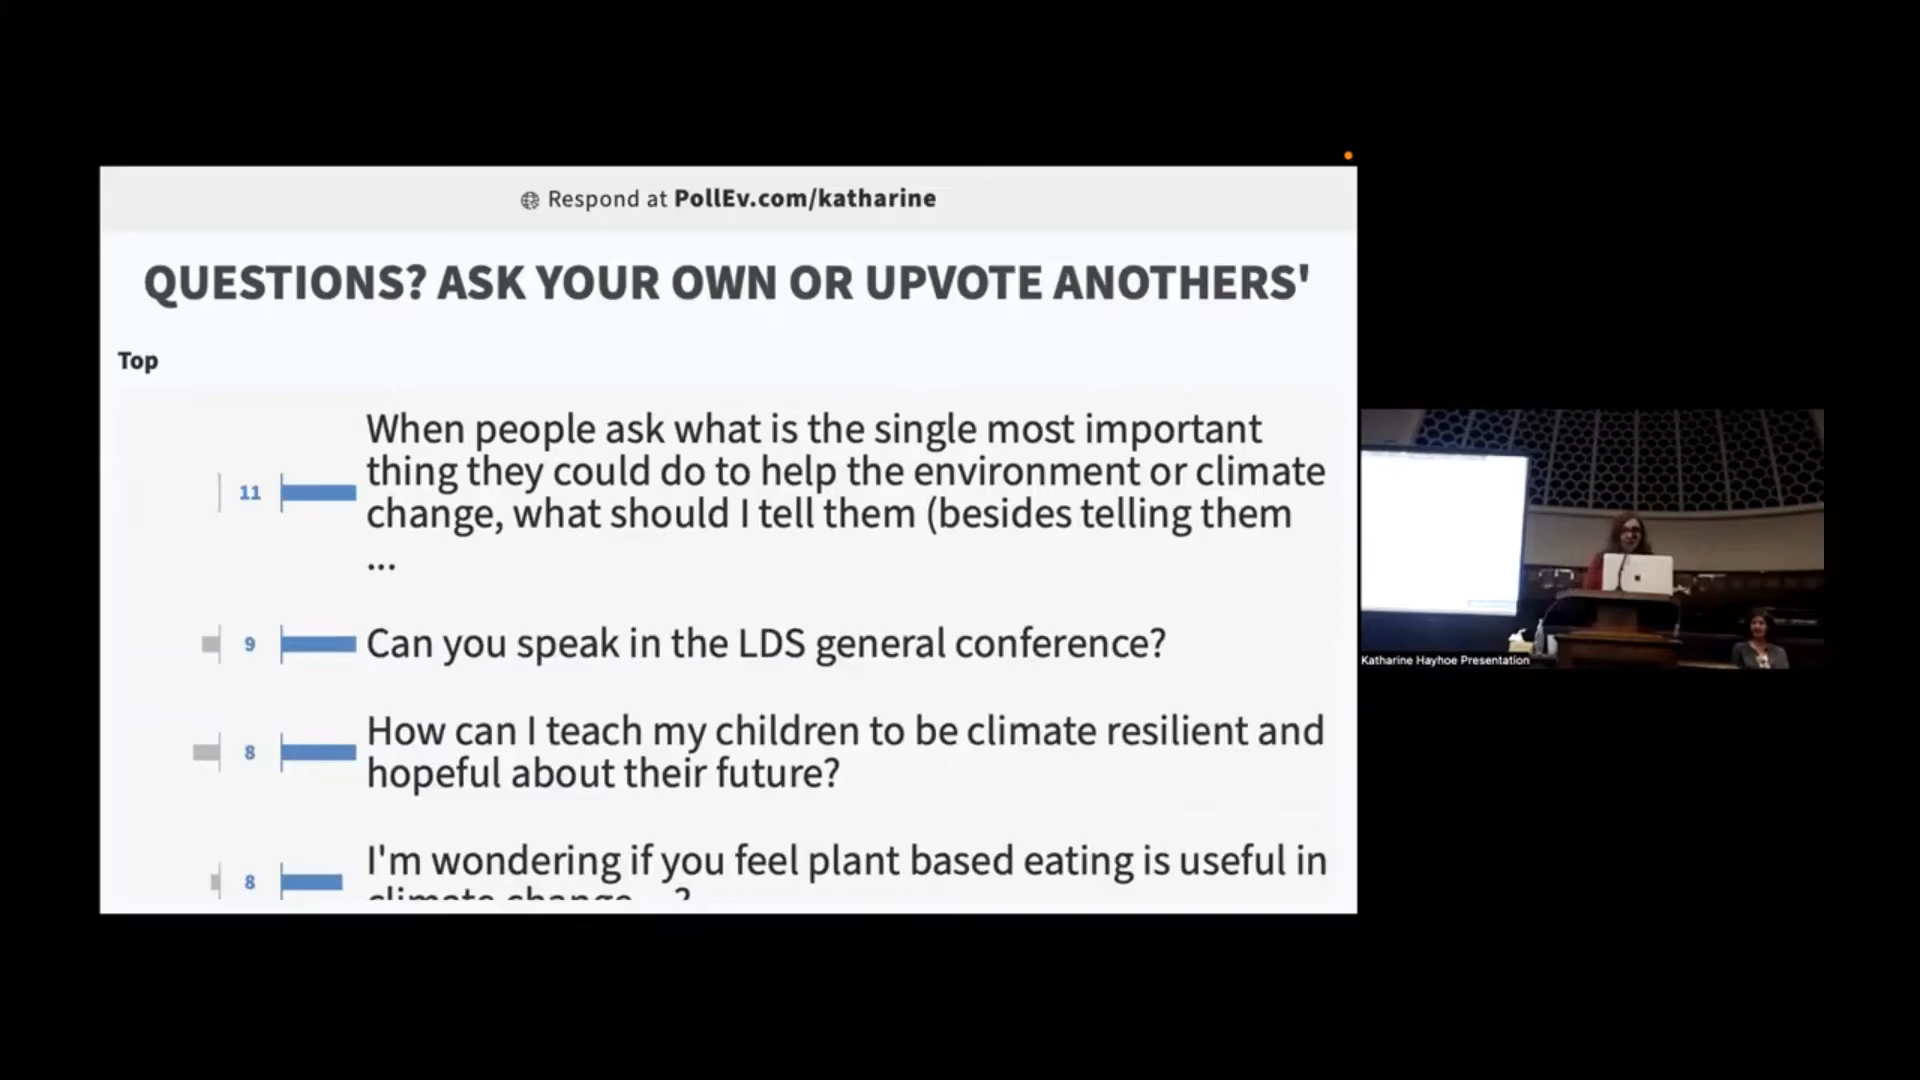 Respond at PollEv.com/katharine
QUESTIONS? ASK YOUR OWN OR UPVOTE ANOTHERS'
Top
11
When people ask what is the single most important
thing they could do to help the environment or climate
change, what should I tell them (besides telling them
...
9
Can you speak in the LDS general conference?
8
How can I teach my children to be climate resilient and
hopeful about their future?
8
I'm wondering if you feel plant based eating is useful in
climate change...?
Katharine Hayhoe Presentation